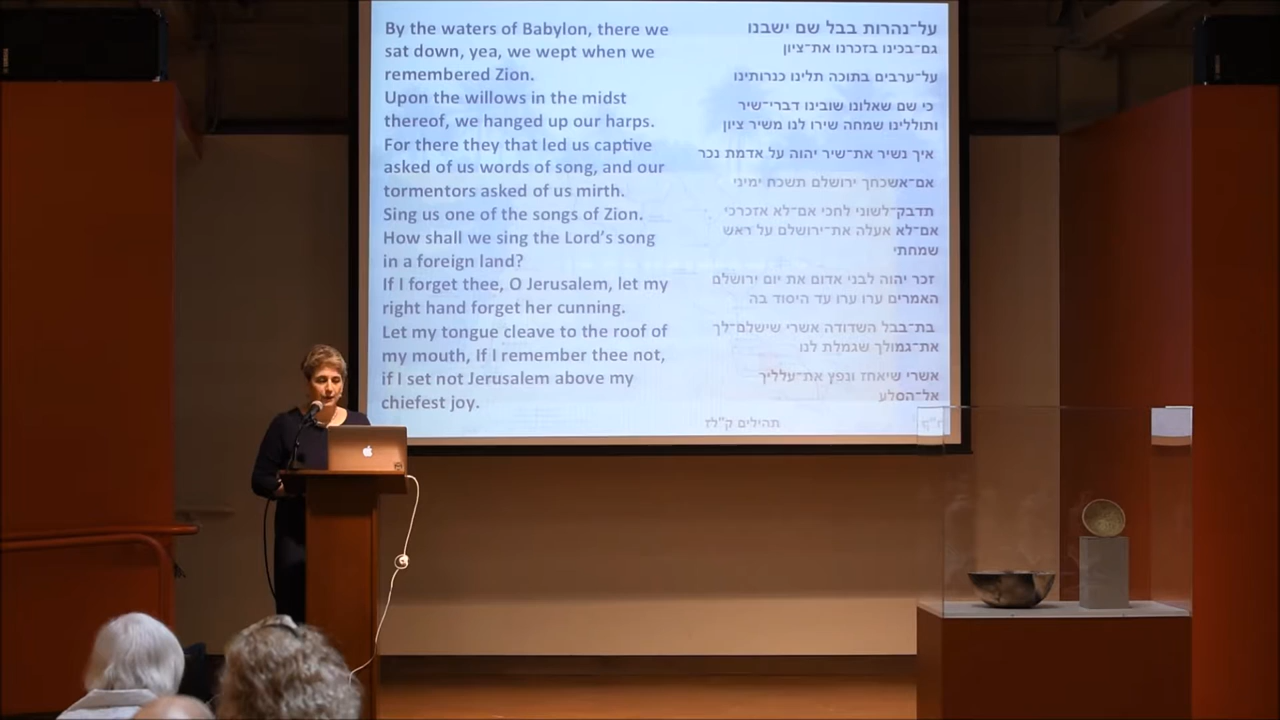 By the waters of Babylon, there we
sat down, yea, we wept when we
remembered Zion.
Upon the willows in the midst
thereof, we hanged up our harps.
For there they that led us captive
asked of us words of song, and our
tormentors asked of us mirth.
Sing us one of the songs of Zion.
How shall we sing the Lord's song
in a foreign land?
If I forget thee, O Jerusalem, let my
right hand forget her cunning.
Let my tongue cleave to the roof of
my mouth, If I remember thee not,
if I set not Jerusalem above my
chiefest joy.
על־נהרות בבל שם ישבנו
גם־בכינו בזכרנו את־ציון
על־ערבים בתוכה תלינו כנרותינו
כי שם שאלונו שובינו דברי־שיר
ותוללינו שמחה שירו לנו משיר ציון
איך נשיר את־שיר יהוה על אדמת נכר
אם־אשכחך ירושלם תשכח ימיני
תדבק־לשוני לחכי אם־לא אזכרכי
אם־לא אעלה את־ירושלם על ראש
שמחתי
זכר יהוה לבני אדום את יום ירושלם
האמרים ערו ערו עד היסוד בה
בת־בבל השדודה אשרי שישלם־לך
את־גמולך שגמלת לנו
אשרי שיאחז ונפץ את־עלליך
אל־הסלע
תהילים ק"לז